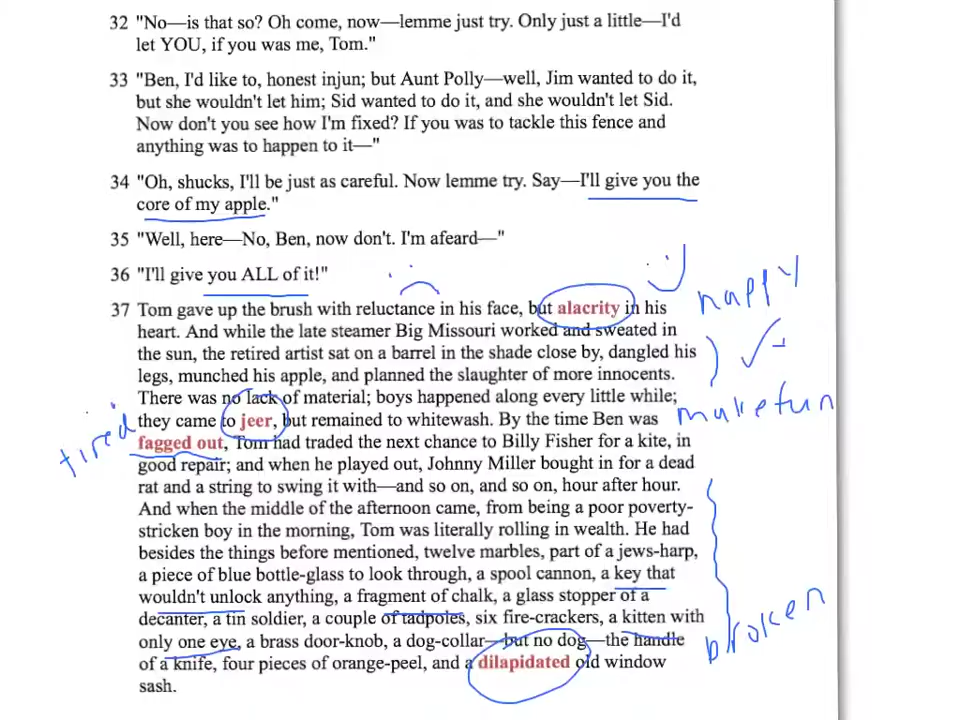 32 "No—is that so? Oh come, now—lemme just try. Only just a little—I'd
let YOU, if you was me, Tom."
33 "Ben, I'd like to, honest injun; but Aunt Polly—well, Jim wanted to do it,
but she wouldn't let him; Sid wanted to do it, and she wouldn't let Sid.
Now don't you see how I'm fixed? If you was to tackle this fence and
anything was to happen to it—"
34 "Oh, shucks, I'll be just as careful. Now lemme try. Say—I'll give you the
core of my apple."
35 "Well, here—No, Ben, now don't. I'm afeard—"
36 "I'll give you ALL of it!"
happy
37 Tom gave up the brush with reluctance in his face, but alacrity in his
heart. And while the late steamer Big Missouri worked and sweated in
the sun, the retired artist sat on a barrel in the shade close by, dangled his
legs, munched his apple, and planned the slaughter of more innocents.
There was no lack of material; boys happened along every little while;
make fun
they came to jeer, but remained to whitewash. By the time Ben was
tired
fagged out, Tom had traded the next chance to Billy Fisher for a kite, in
good repair; and when he played out, Johnny Miller bought in for a dead
rat and a string to swing it with—and so on, and so on, hour after hour.
And when the middle of the afternoon came, from being a poor poverty-
stricken boy in the morning, Tom was literally rolling in wealth. He had
besides the things before mentioned, twelve marbles, part of a jews-harp,
a piece of blue bottle-glass to look through, a spool cannon, a key that
wouldn't unlock anything, a fragment of chalk, a glass stopper of a
decanter, a tin soldier, a couple of tadpoles, six fire-crackers, a kitten with
only one eye, a brass door-knob, a dog-collar—but no dog—the handle
broken
of a knife, four pieces of orange-peel, and a dilapidated old window
sash.